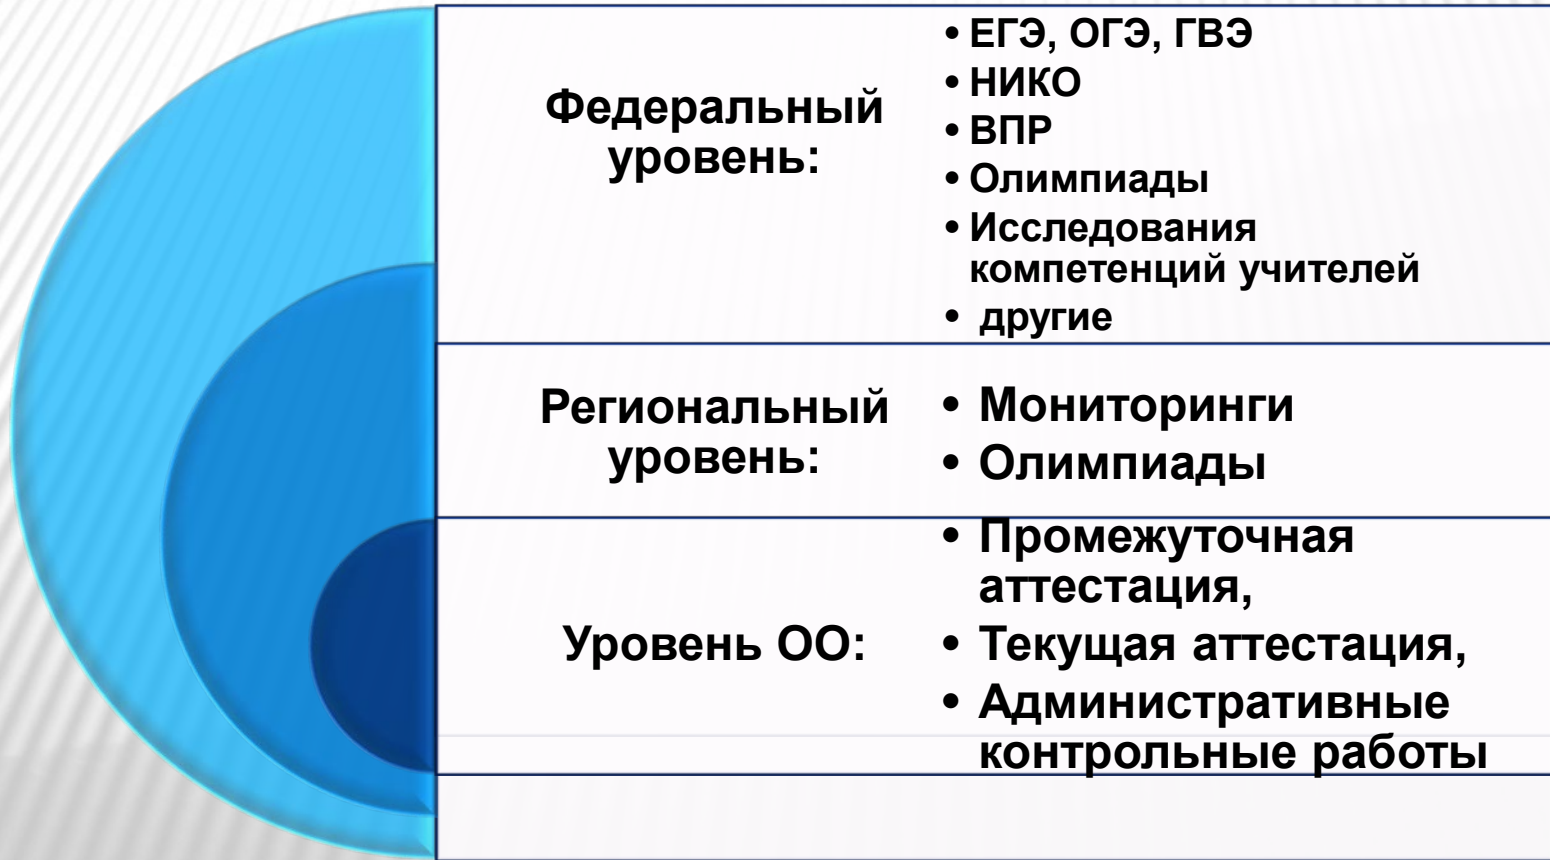 Федеральный
уровень:
• ЕГЭ, ОГЭ, ГВЭ
• НИКО
• ВПР
• Олимпиады
• Исследования
компетенций учителей
• другие
Региональный
уровень:
• Мониторинги
• Олимпиады
Уровень ОО:
• Промежуточная
аттестация,
• Текущая аттестация,
• Административные
контрольные работы